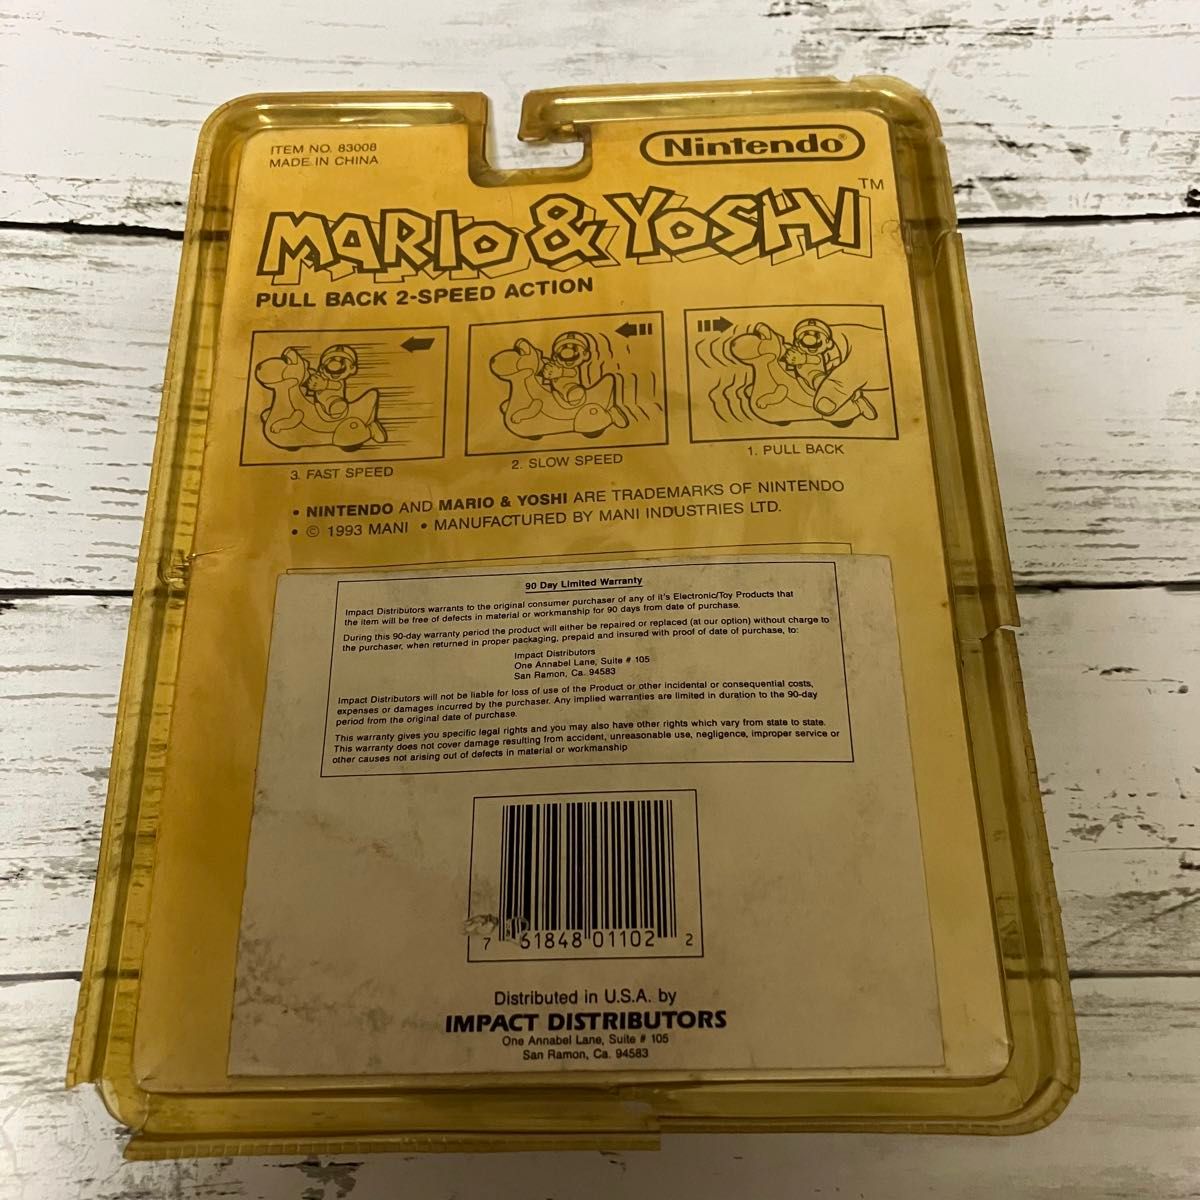 ITEM NO. 83008
MADE IN CHINA
Nintendo®
MARIO & YOSHI™
PULL BACK 2-SPEED ACTION
3. FAST SPEED
2. SLOW SPEED
1. PULL BACK
• NINTENDO AND MARIO & YOSHI ARE TRADEMARKS OF NINTENDO
• © 1993 MANI • MANUFACTURED BY MANI INDUSTRIES LTD.
90 Day Limited Warranty
Impact Distributors warrants to the original consumer purchaser of any of it's Electronic/Toy Products that
the item will be free of defects in material or workmanship for 90 days from date of purchase.
During this 90-day warranty period the product will either be repaired or replaced (at our option) without charge to
the purchaser, when returned in proper packaging, prepaid and insured with proof of date of purchase, to:
Impact Distributors
One Annabel Lane, Suite # 105
San Ramon, Ca. 94583
Impact Distributors will not be liable for loss of use of the Product or other incidental or consequential costs,
expenses or damages incurred by the purchaser. Any implied warranties are limited in duration to the 90-day
period from the original date of purchase.
This warranty gives you specific legal rights and you may also have other rights which vary from state to state.
This warranty does not cover damage resulting from accident, unreasonable use, negligence, improper service or
other causes not arising out of defects in material or workmanship
7 61848 01102 2
Distributed in U.S.A. by
IMPACT DISTRIBUTORS
One Annabel Lane, Suite # 105
San Ramon, Ca. 94583